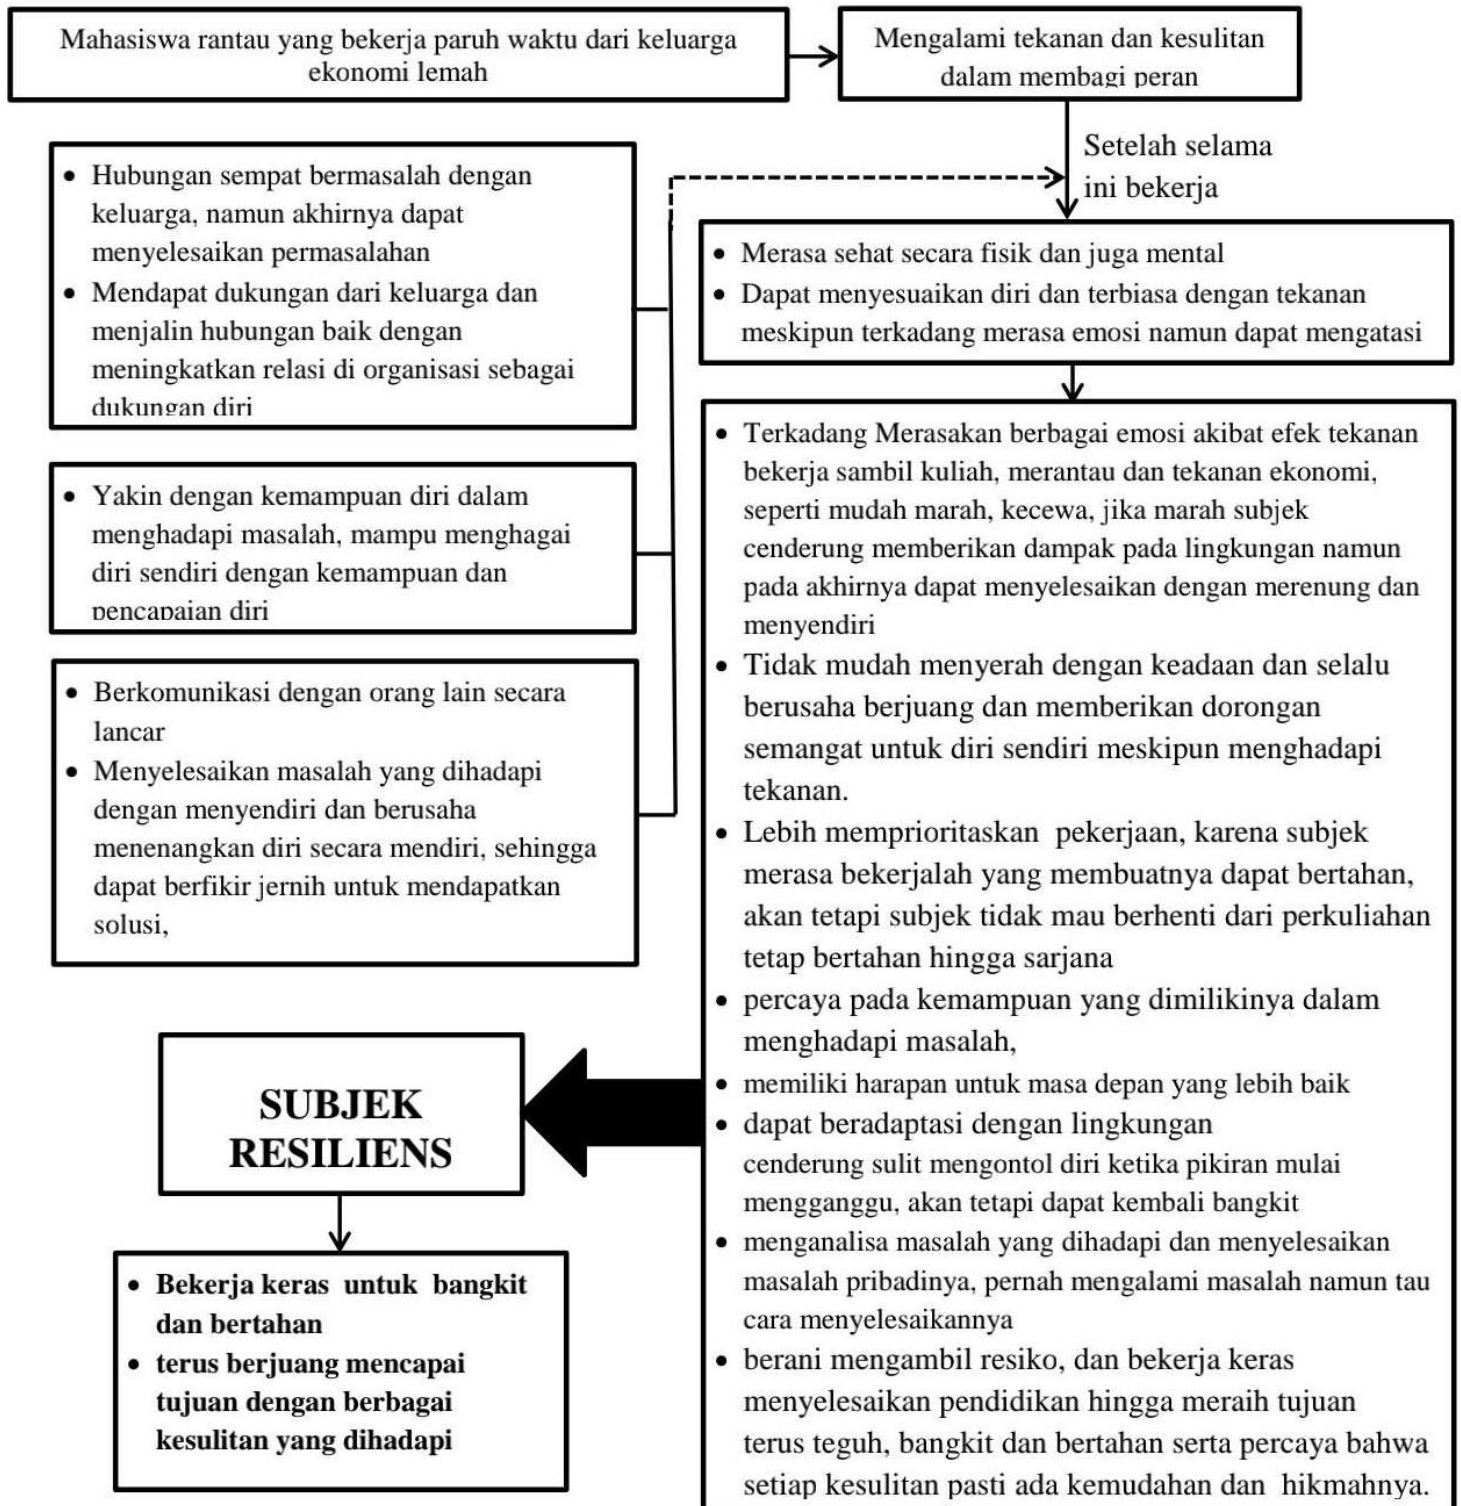 Mahasiswa rantau yang bekerja paruh waktu dari keluarga
ekonomi lemah
Mengalami tekanan dan kesulitan
dalam membagi peran
Setelah selama
ini bekerja
• Hubungan sempat bermasalah dengan
keluarga, namun akhirnya dapat
menyelesaikan permasalahan
• Mendapat dukungan dari keluarga dan
menjalin hubungan baik dengan
meningkatkan relasi di organisasi sebagai
dukungan diri
• Merasa sehat secara fisik dan juga mental
• Dapat menyesuaikan diri dan terbiasa dengan tekanan
meskipun terkadang merasa emosi namun dapat mengatasi
• Yakin dengan kemampuan diri dalam
menghadapi masalah, mampu menghagai
diri sendiri dengan kemampuan dan
pencapaian diri
• Berkomunikasi dengan orang lain secara
lancar
• Menyelesaikan masalah yang dihadapi
dengan menyendiri dan berusaha
menenangkan diri secara mendiri, sehingga
dapat berfikir jernih untuk mendapatkan
solusi,
• Terkadang Merasakan berbagai emosi akibat efek tekanan
bekerja sambil kuliah, merantau dan tekanan ekonomi,
seperti mudah marah, kecewa, jika marah subjek
cenderung memberikan dampak pada lingkungan namun
pada akhirnya dapat menyelesaikan dengan merenung dan
menyendiri
• Tidak mudah menyerah dengan keadaan dan selalu
berusaha berjuang dan memberikan dorongan
semangat untuk diri sendiri meskipun menghadapi
tekanan.
• Lebih memprioritaskan pekerjaan, karena subjek
merasa bekerjalah yang membuatnya dapat bertahan,
akan tetapi subjek tidak mau berhenti dari perkuliahan
tetap bertahan hingga sarjana
• percaya pada kemampuan yang dimilikinya dalam
menghadapi masalah,
• memiliki harapan untuk masa depan yang lebih baik
• dapat beradaptasi dengan lingkungan
cenderung sulit mengontol diri ketika pikiran mulai
mengganggu, akan tetapi dapat kembali bangkit
• menganalisa masalah yang dihadapi dan menyelesaikan
masalah pribadinya, pernah mengalami masalah namun tau
cara menyelesaikannya
• berani mengambil resiko, dan bekerja keras
menyelesaikan pendidikan hingga meraih tujuan
terus teguh, bangkit dan bertahan serta percaya bahwa
setiap kesulitan pasti ada kemudahan dan hikmahnya.
SUBJEK
RESILIENS
• Bekerja keras untuk bangkit
dan bertahan
• terus berjuang mencapai
tujuan dengan berbagai
kesulitan yang dihadapi